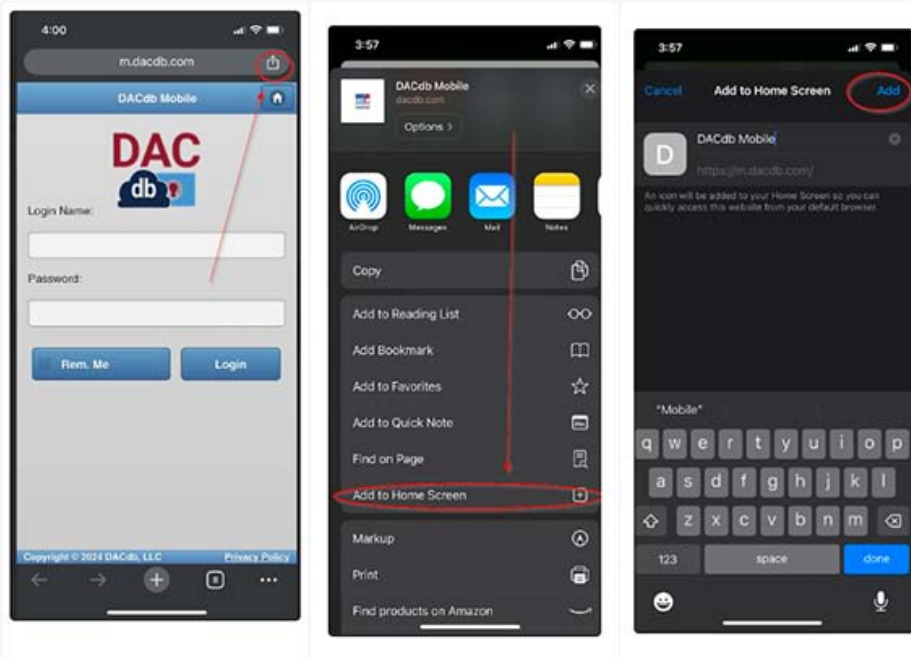 4:00
m.dacdb.com
DACdb Mobile
DAC
db
Login Name:
Password:
Rem. Me
Login
Copyright © 2024 DACdb, LLC
Privacy Policy
3:57
DACdb Mobile
dacdb.com
Options >
AirDrop
Messages
Mail
Notes
Copy
Add to Reading List
Add Bookmark
Add to Favorites
Add to Quick Note
Find on Page
Add to Home Screen
Markup
Print
Find products on Amazon
3:57
Cancel
Add to Home Screen
Add
D
DACdb Mobile
https://m.dacdb.com/
An icon will be added to your Home Screen so you can
quickly access this website from your default browser.
"Mobile"
q w e r t y u i o p
a s d f g h j k l
z x c v b n m
123
space
done